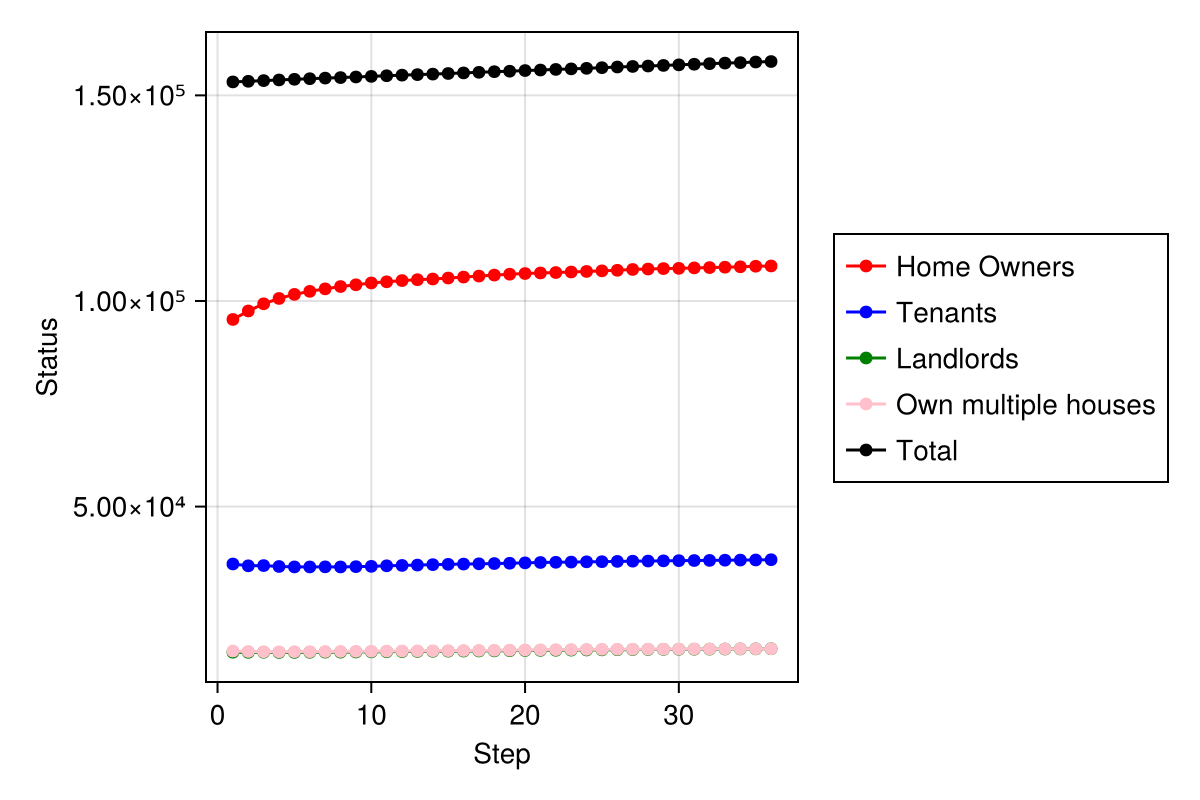 1.50×10⁵
1.00×10⁵
5.00×10⁴
Status
0 10 20 30
Step
Home Owners
Tenants
Landlords
Own multiple houses
Total